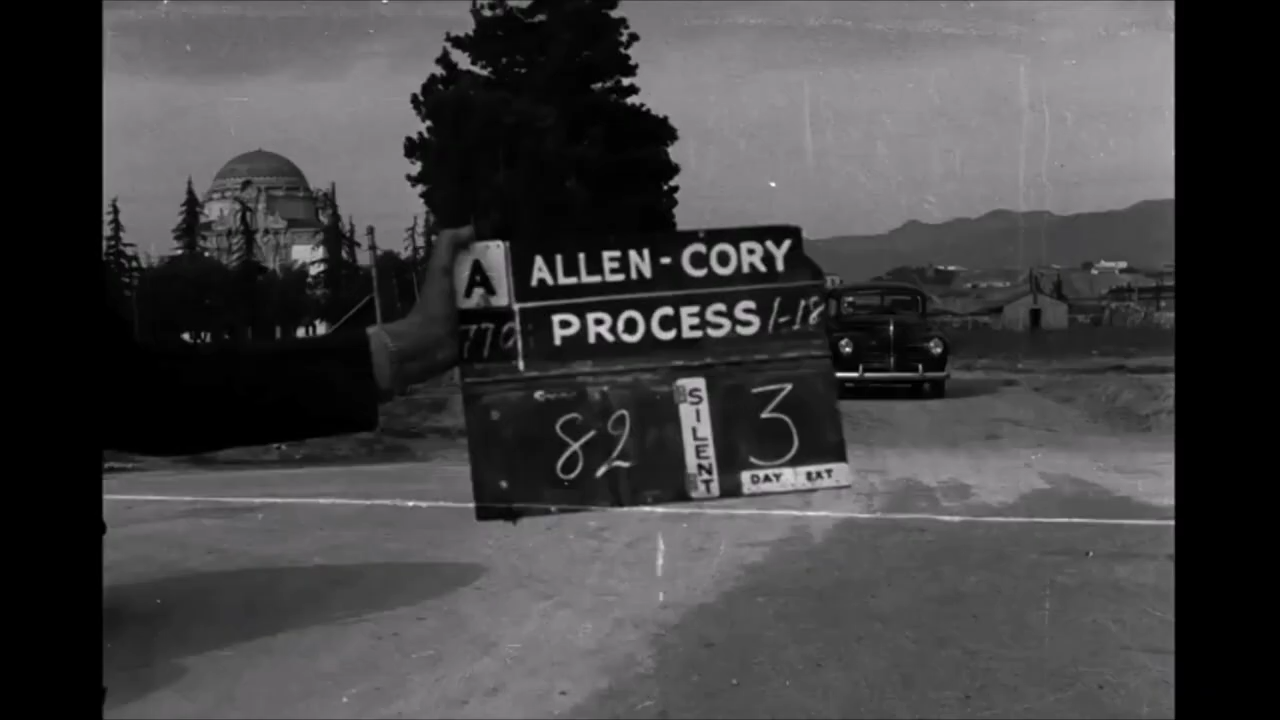 A ALLEN-CORY
770 PROCESS 1-18
82 SILENT 3
DAY EXT